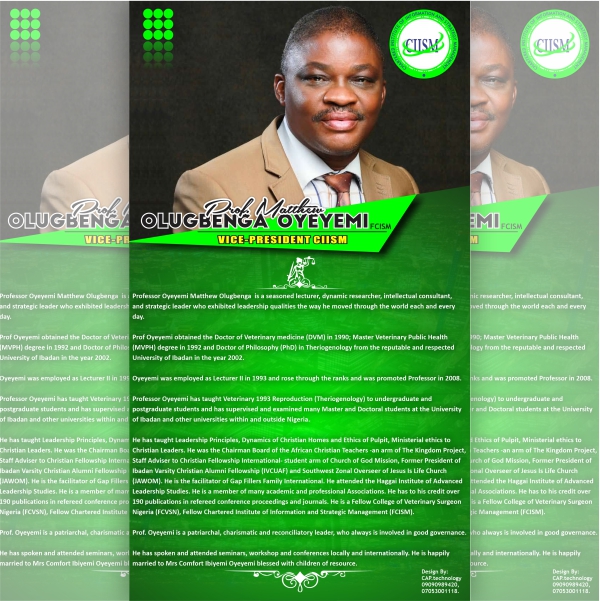 CIISM
Prof. Matthew
OLUGBENGA OYEYEMI FCISM
VICE-PRESIDENT CIISM
Professor Oyeyemi Matthew Olugbenga is a seasoned lecturer, dynamic researcher, intellectual consultant,
and strategic leader who exhibited leadership qualities the way he moved through the world each and every
day.
Prof Oyeyemi obtained the Doctor of Veterinary medicine (DVM) in 1990; Master Veterinary Public Health
(MVPH) degree in 1992 and Doctor of Philosophy (PhD) in Theriogenology from the reputable and respected
University of Ibadan in the year 2002.
Oyeyemi was employed as Lecturer II in 1993 and rose through the ranks and was promoted Professor in 2008.
Professor Oyeyemi has taught Veterinary 1993 Reproduction (Theriogenology) to undergraduate and
postgraduate students and has supervised and examined many Master and Doctoral students at the University
of Ibadan and other universities within and outside Nigeria.
He has taught Leadership Principles, Dynamics of Christian Homes and Ethics of Pulpit, Ministerial ethics to
Christian Leaders. He was the Chairman Board of the African Christian Teachers -an arm of The Kingdom Project,
Staff Adviser to Christian Fellowship International- student arm of Church of God Mission, Former President of
Ibadan Varsity Christian Alumni Fellowship (IVCUAF) and Southwest Zonal Overseer of Jesus Is Life Church
(JAWOM). He is the facilitator of Gap Fillers Family International. He attended the Haggai Institute of Advanced
Leadership Studies. He is a member of many academic and professional Associations. He has to his credit over
190 publications in refereed conference proceedings and journals. He is a Fellow College of Veterinary Surgeon
Nigeria (FCVSN), Fellow Chartered Institute of Information and Strategic Management (FCISM).
Prof. Oyeyemi is a patriarchal, charismatic and reconciliatory leader, who always is involved in good governance.
He has spoken and attended seminars, workshop and conferences locally and internationally. He is happily
married to Mrs Comfort Ibiyemi Oyeyemi blessed with children of resource.
Design By:
CAP.technology
09090989420,
07053001118.